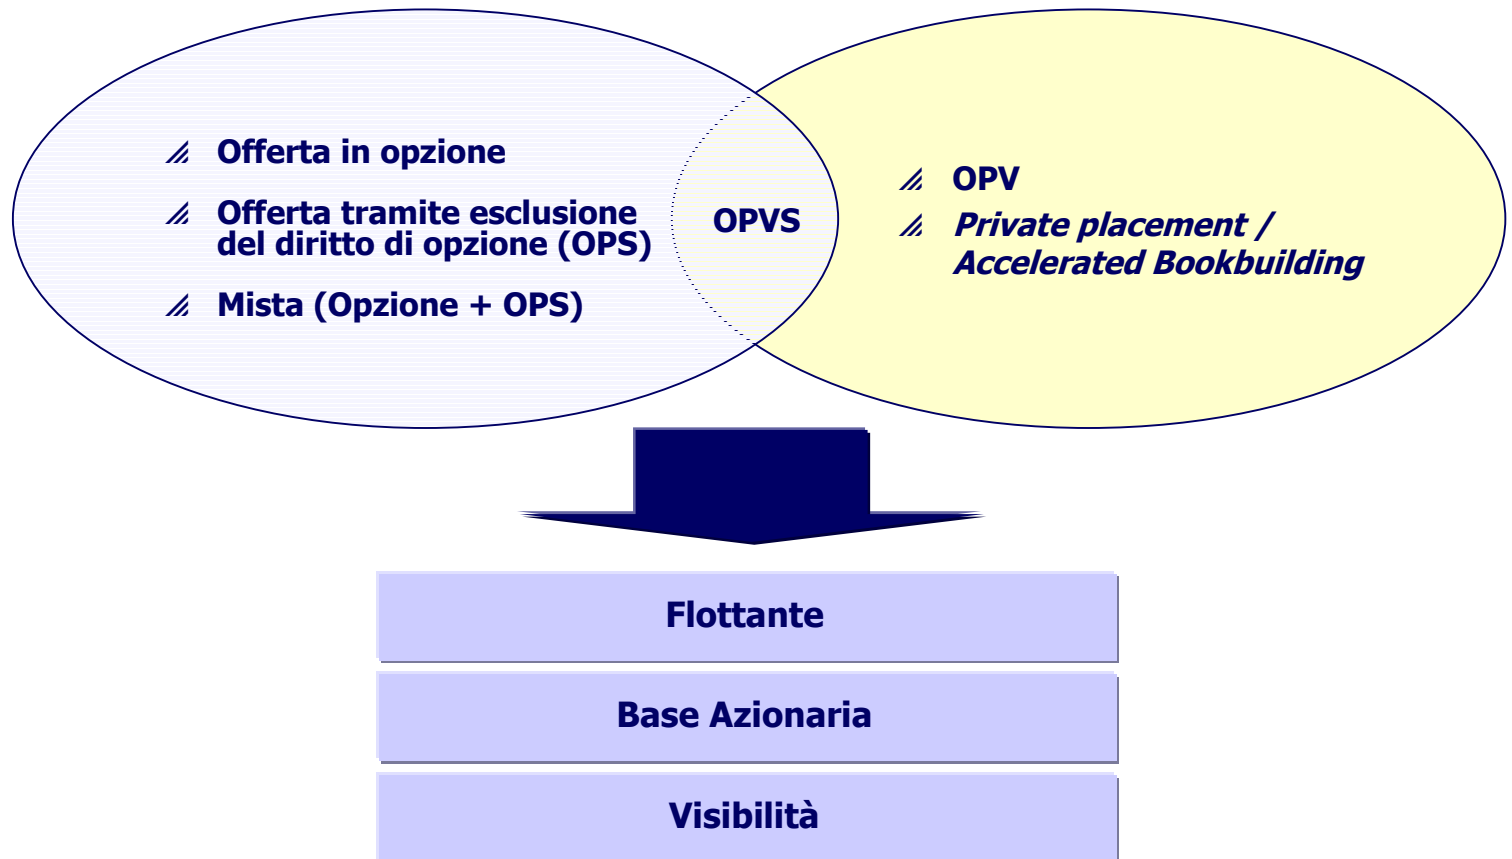 Offerta in opzione
Offerta tramite esclusione
del diritto di opzione (OPS)
Mista (Opzione + OPS)
OPVS
OPV
Private placement /
Accelerated Bookbuilding
Flottante
Base Azionaria
Visibilità